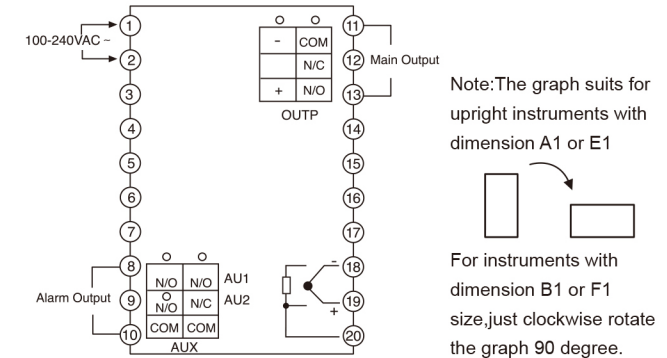 1
100-240VAC ~
2
3
4
5
6
7
8
Alarm Output
9
10
- COM
N/C
+ N/O
OUTP
11
12 Main Output
13
14
15
16
17
18
19
20
N/O N/O AU1
N/O N/C AU2
COM COM
AUX
-
+
Note:The graph suits for
upright instruments with
dimension A1 or E1
For instruments with
dimension B1 or F1
size,just clockwise rotate
the graph 90 degree.